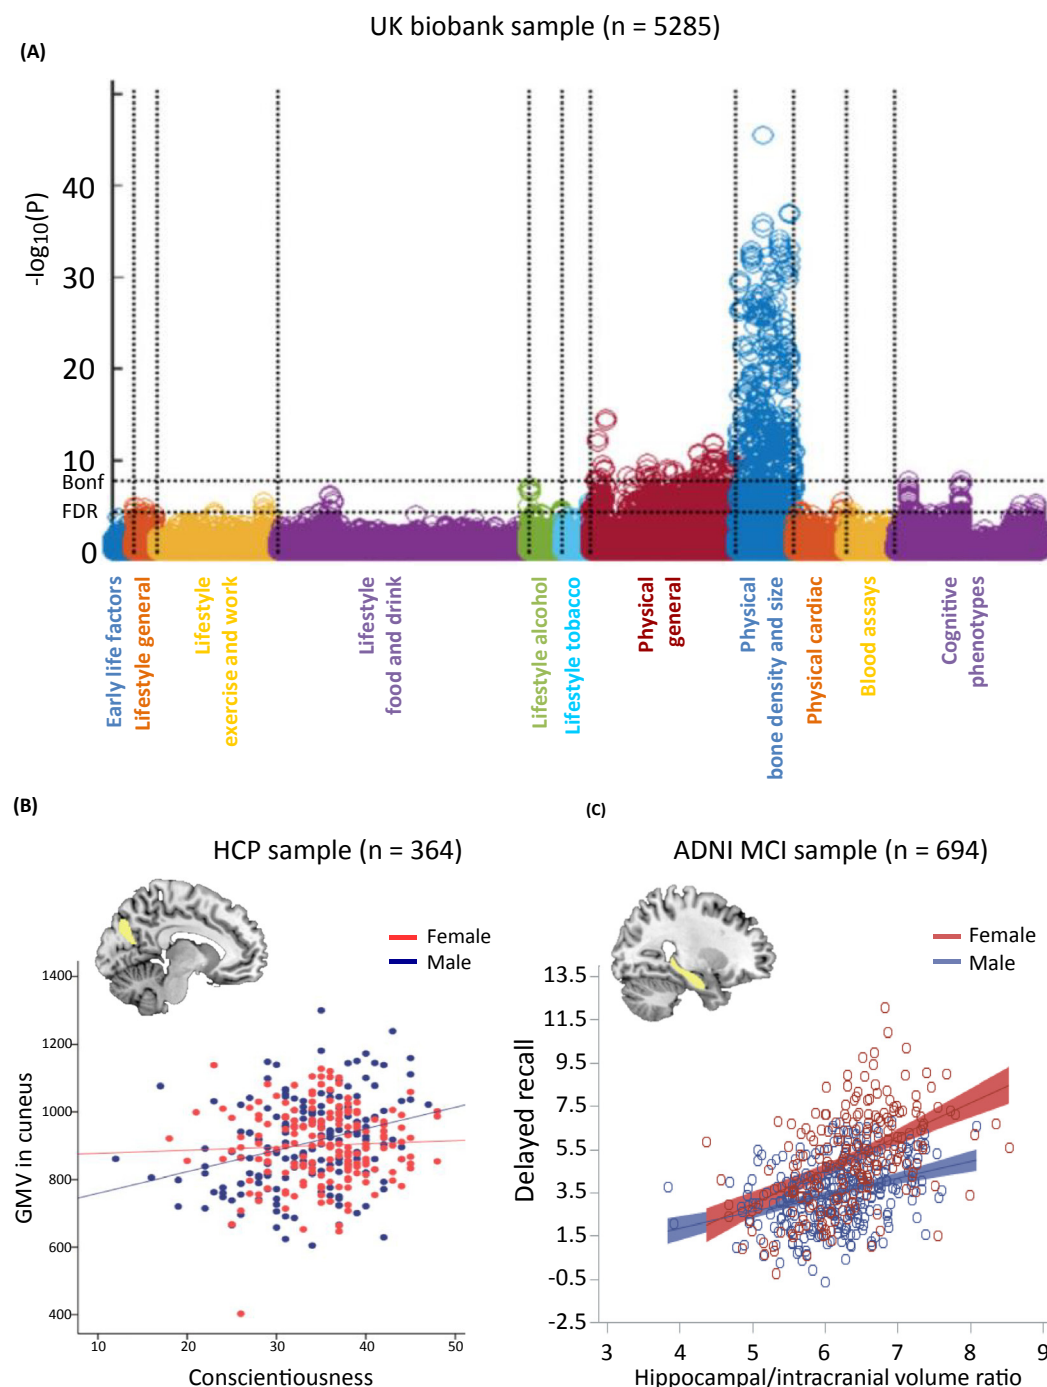 UK biobank sample (n = 5285)
(A)
-log10(P)
40
30
20
10
Bonf
FDR
0
Early life factors
Lifestyle general
Lifestyle
exercise and work
Lifestyle
food and drink
Lifestyle alcohol
Lifestyle tobacco
Physical
general
Physical
bone density and size
Physical cardiac
Blood assays
Cognitive
phenotypes
(B)
HCP sample (n = 364)
Female
Male
GMV in cuneus
1400
1200
1000
800
600
400
10 20 30 40 50
Conscientiousness
(C)
ADNI MCI sample (n = 694)
Female
Male
Delayed recall
13.5
11.5
9.5
7.5
5.5
3.5
1.5
-0.5
-2.5
3 4 5 6 7 8 9
Hippocampal/intracranial volume ratio